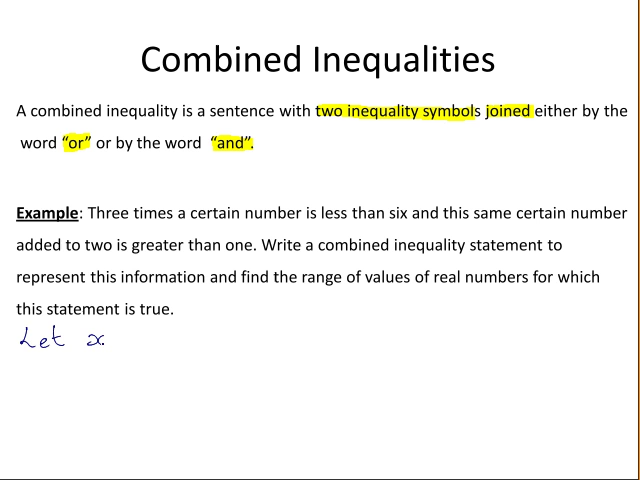 Combined Inequalities
A combined inequality is a sentence with two inequality symbols joined either by the
word “or” or by the word “and”.
Example: Three times a certain number is less than six and this same certain number
added to two is greater than one. Write a combined inequality statement to
represent this information and find the range of values of real numbers for which
this statement is true.
Let x